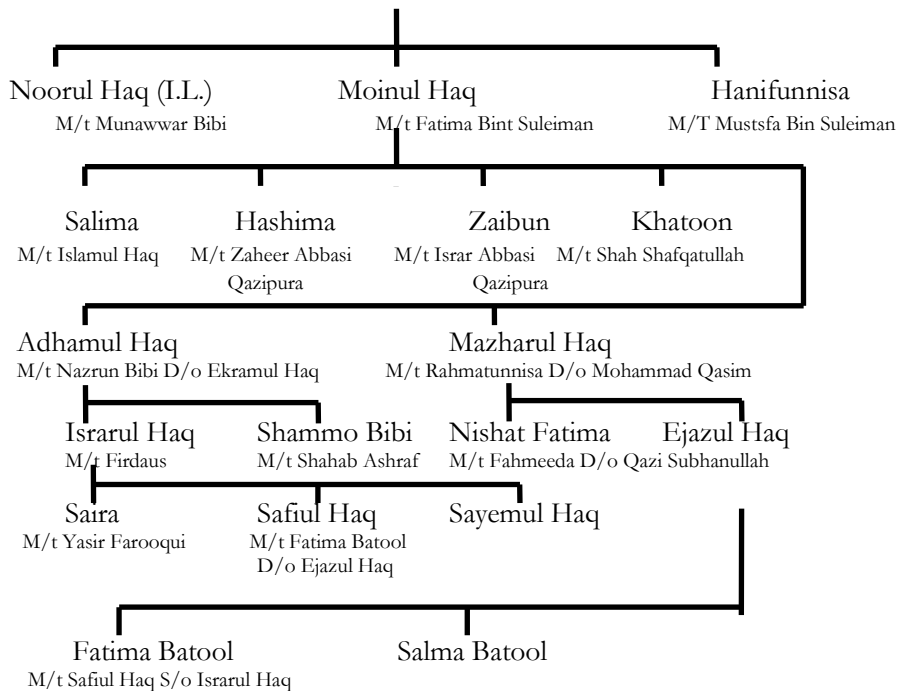 Noorul Haq (I.L.) Moinul Haq Hanifunnisa
M/t Munawwar Bibi M/t Fatima Bint Suleiman M/T Mustsfa Bin Suleiman
Salima Hashima Zaibun Khatoon
M/t Islamul Haq M/t Zaheer Abbasi M/t Israr Abbasi M/t Shah Shafqatullah
Qazipura Qazipura
Adhamul Haq Mazharul Haq
M/t Nazrun Bibi D/o Ekramul Haq M/t Rahmatunnisa D/o Mohammad Qasim
Israrul Haq Shammo Bibi Nishat Fatima Ejazul Haq
M/t Firdaus M/t Shahab Ashraf M/t Fahmeeda D/o Qazi Subhanullah
Saira Safiul Haq Sayemul Haq
M/t Yasir Farooqui M/t Fatima Batool
D/o Ejazul Haq
Fatima Batool Salma Batool
M/t Safiul Haq S/o Israrul Haq